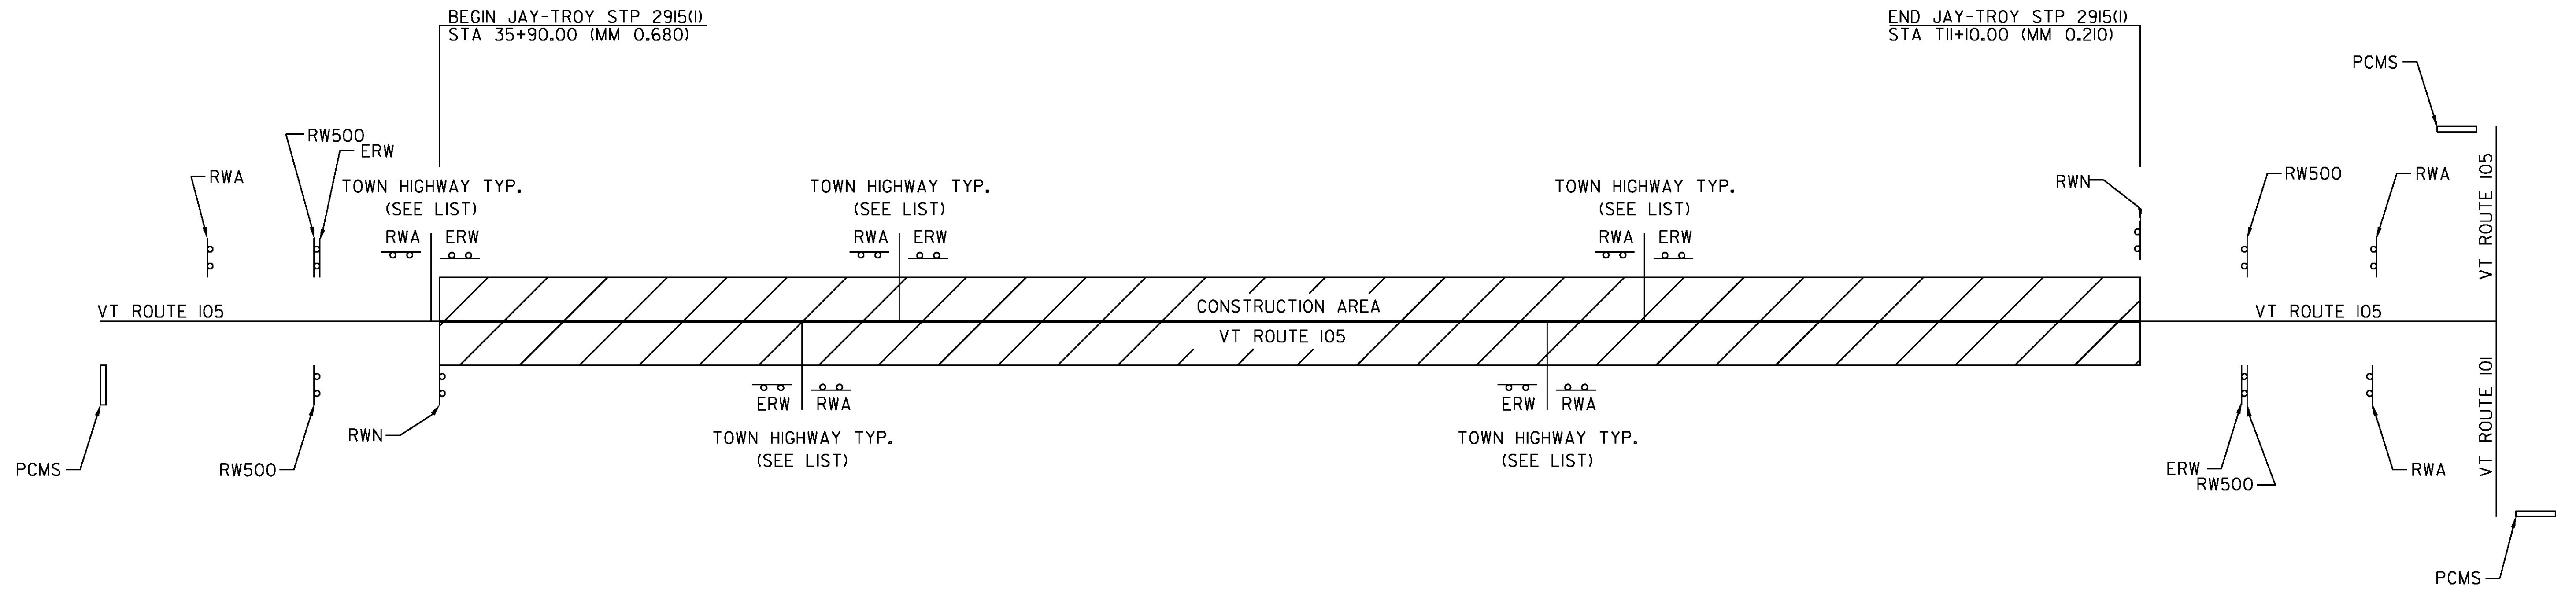 BEGIN JAY-TROY STP 2915(1)
STA 35+90.00 (MM 0.680)
END JAY-TROY STP 2915(1)
STA T11+10.00 (MM 0.210)
PCMS
RW500
ERW
RWA
TOWN HIGHWAY TYP.
(SEE LIST)
RWA ERW
TOWN HIGHWAY TYP.
(SEE LIST)
RWA ERW
TOWN HIGHWAY TYP.
(SEE LIST)
RWA ERW
RWN
RW500
RWA
VT ROUTE 105
VT ROUTE 105
CONSTRUCTION AREA
VT ROUTE 105
VT ROUTE 105
VT ROUTE 101
ERW RWA
TOWN HIGHWAY TYP.
(SEE LIST)
ERW RWA
TOWN HIGHWAY TYP.
(SEE LIST)
RWN
PCMS
RW500
ERW
RW500
RWA
PCMS